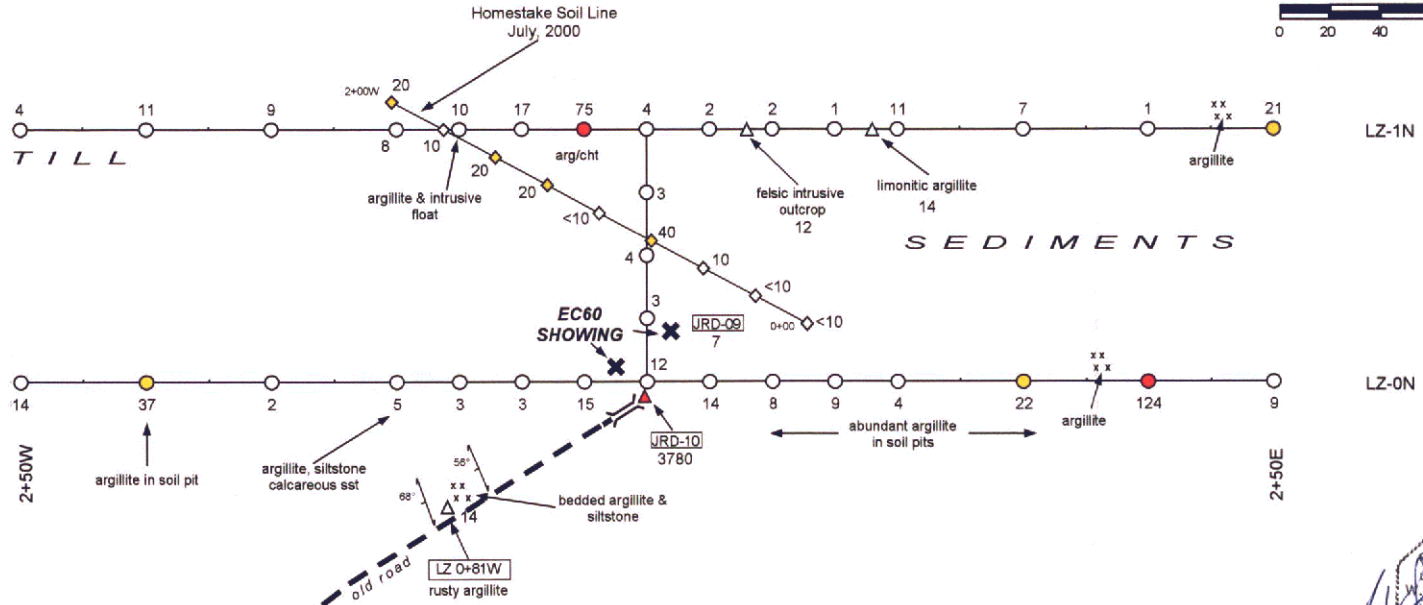 Homestake Soil Line
July, 2000
0 20 40
2+00W 20
4 11 9 10 17 75 4 2 2 1 11 7 1 21
LZ-1N
8 10
TILL
arg/cht
argillite
argillite & intrusive
float
20
20
<10
3
felsic intrusive
outcrop
12
limonitic argillite
14
SEDIMENTS
40
4
10
<10
0+00 <10
3
EC60
SHOWING
JRD-09
7
12
LZ-0N
14 37 2 5 3 3 15 14 8 9 4 22 124 9
argillite
abundant argillite
in soil pits
JRD-10
3780
2+50W
argillite in soil pit
argillite, siltstone
calcareous sst
2+50E
56°
68°
14
bedded argillite &
siltstone
old road
LZ 0+81W
rusty argillite